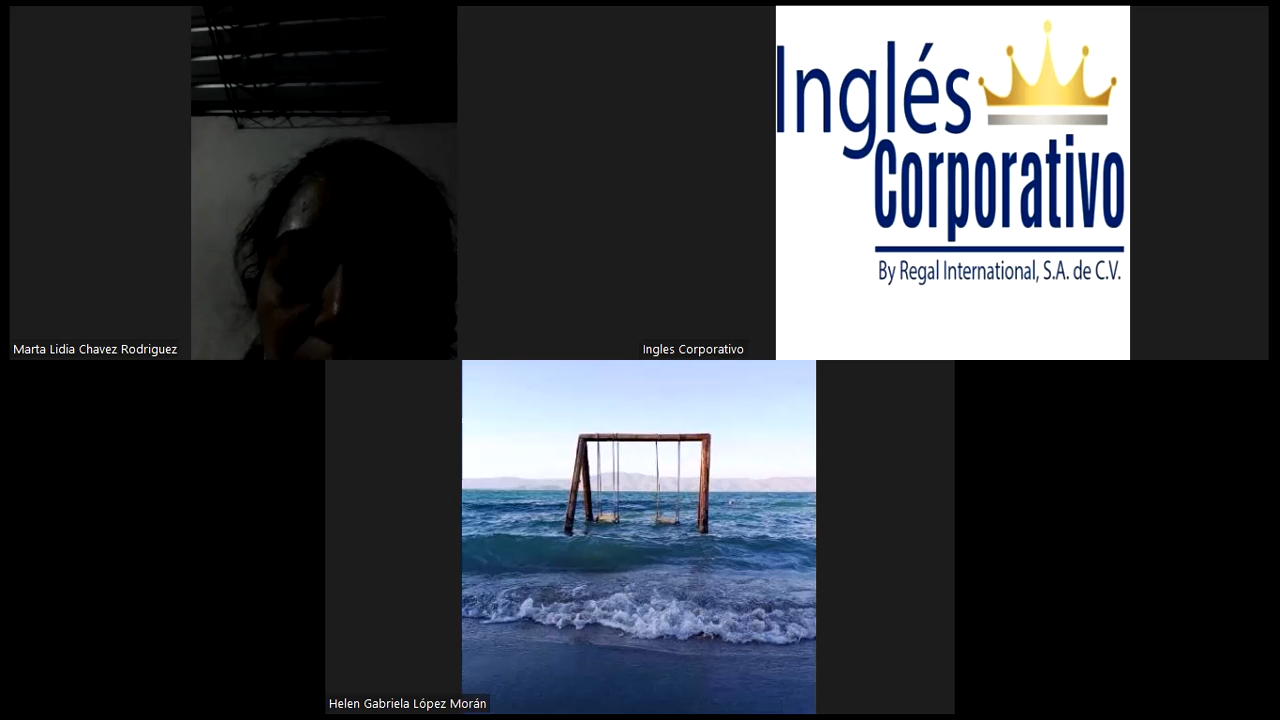 Inglés
Corporativo
By Regal International, S.A. de C.V.
Marta Lidia Chavez Rodriguez
Ingles Corporativo
Helen Gabriela López Morán